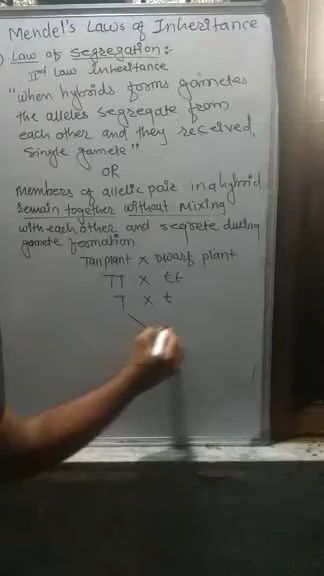 Mendel's Laws of Inheritance
Law of segregation:-
IInd Law inheritance
"When hybrids forms gametes
the alleles segregate from
each other and they received,
Single gamete"
OR
Members of allelic pair in a hybrid
remain together without mixing
with each other and segrete during
gamete formation
Tall plant x Dwarf plant
TT x tt
T x t